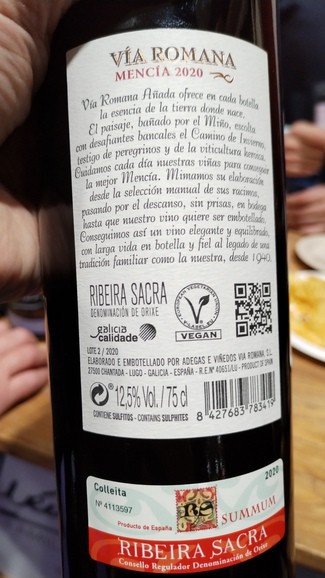 VÍA ROMANA
MENCÍA 2020
Vía Romana Añada ofrece en cada botella
la esencia de la tierra donde nace.
El paisaje, bañado por el Miño, escolta
con desafiantes bancales el Camino de Invierno,
testigo de peregrinos y de la viticultura heroica.
Cuidamos cada día nuestras viñas para conseguir
la mejor Mencía. Mimamos su elaboración
desde la selección manual de sus racimos,
pasando por el descanso, sin prisas, en bodega
hasta que nuestro vino quiere ser embotellado.
Conseguimos así un vino elegante y equilibrado,
con larga vida en botella y fiel al legado de una
tradición familiar como la nuestra, desde 1940.
RIBEIRA SACRA
DENOMINACIÓN DE ORIXE
galicia
calidade
VEGAN
LOTE 2 / 2020
ELABORADO E EMBOTELLADO POR ADEGAS E VIÑEDOS VIA ROMANA, S.L.
27500 CHANTADA - LUGO - GALICIA - ESPAÑA - R.E. Nº 40651/LU - PRODUCT OF SPAIN
12,5% Vol. / 75 cl
CONTIENE SULFITOS - CONTAINS SULPHITES
8 427683 783419
2020
Colleita
Nº 4113597
RS
SUMMUM
Producto de España
RIBEIRA SACRA
Consello Regulador Denominación de Orixe